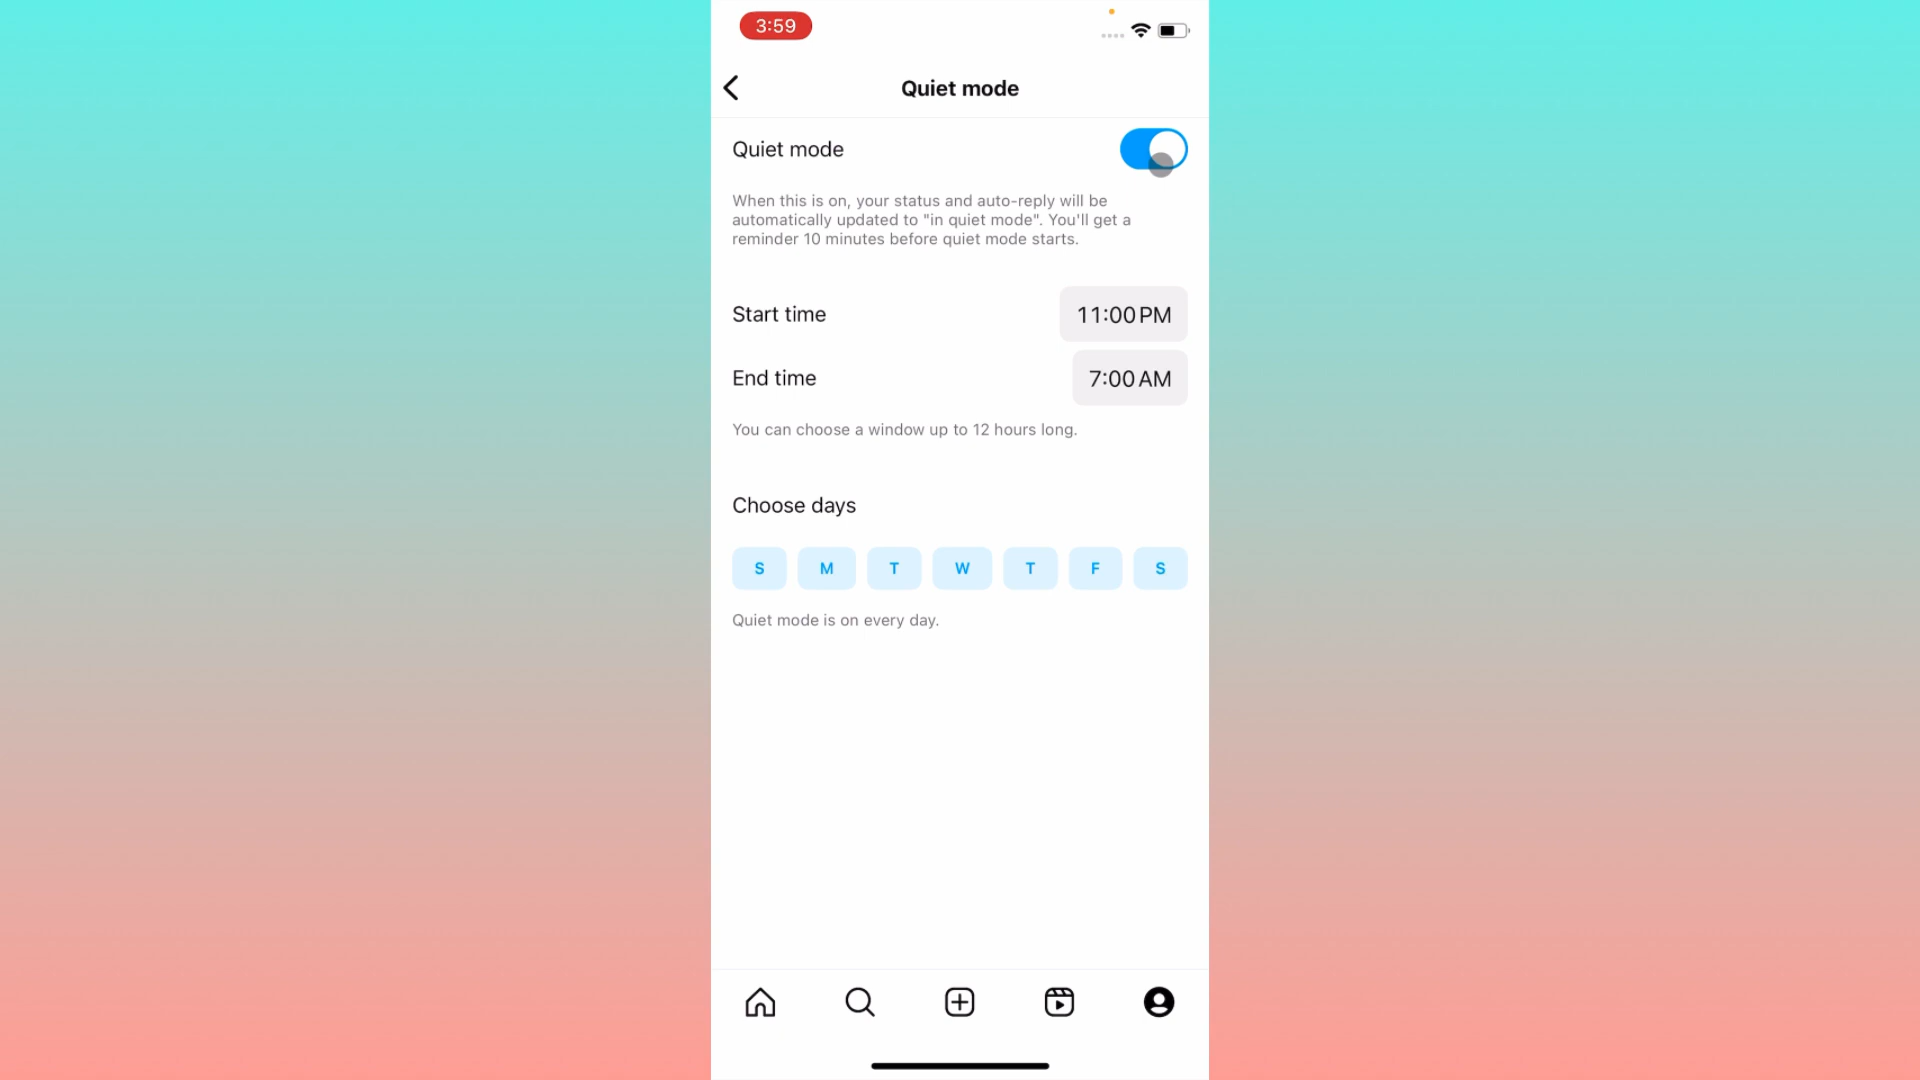 3:59
Quiet mode
Quiet mode
When this is on, your status and auto-reply will be
automatically updated to "in quiet mode". You'll get a
reminder 10 minutes before quiet mode starts.
Start time
11:00 PM
End time
7:00 AM
You can choose a window up to 12 hours long.
Choose days
S M T W T F S
Quiet mode is on every day.